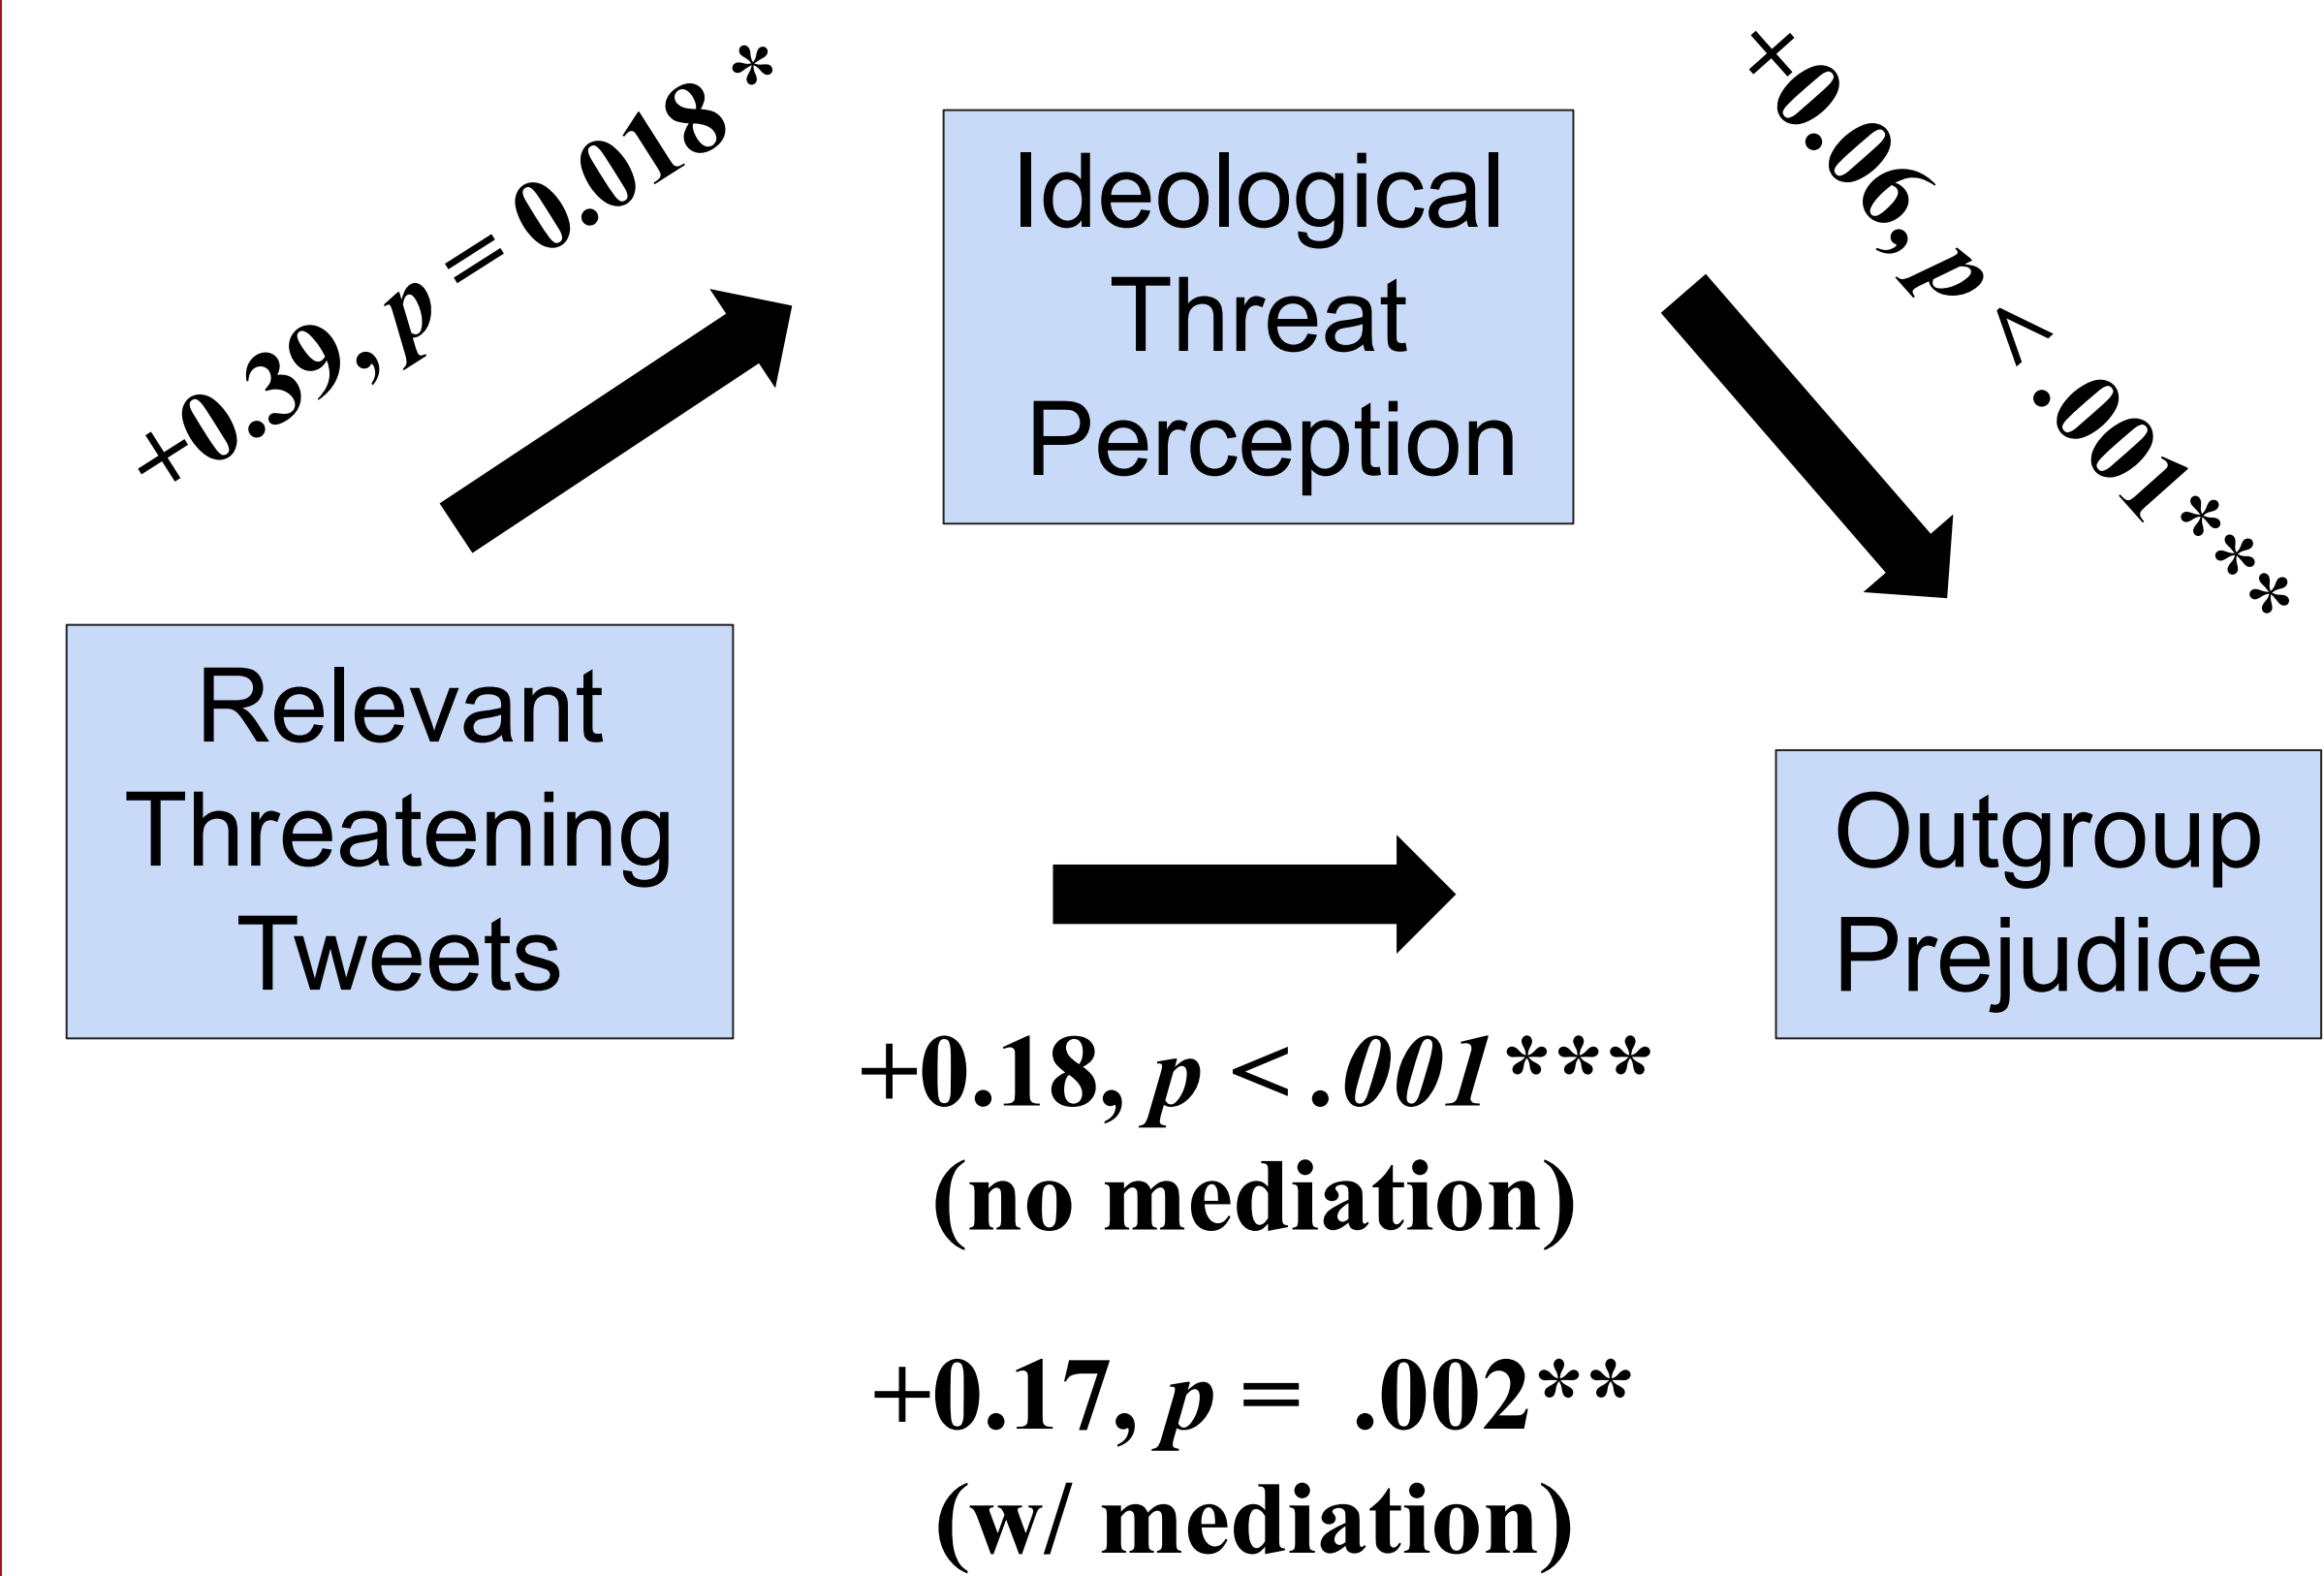 +0.39, p = 0.018 *
Ideological
Threat
Perception
+0.06, p < .001***
Relevant
Threatening
Tweets
Outgroup
Prejudice
+0.18, p < .001***
(no mediation)
+0.17, p = .002**
(w/ mediation)